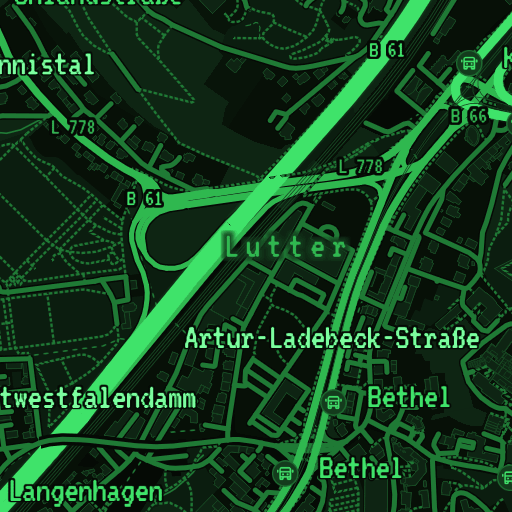 B 61
nnistal
L 778
B 66
L 778
B 61
Lutter
Artur-Ladebeck-Straße
Bethel
twestfalendamm
Bethel
Langenhagen